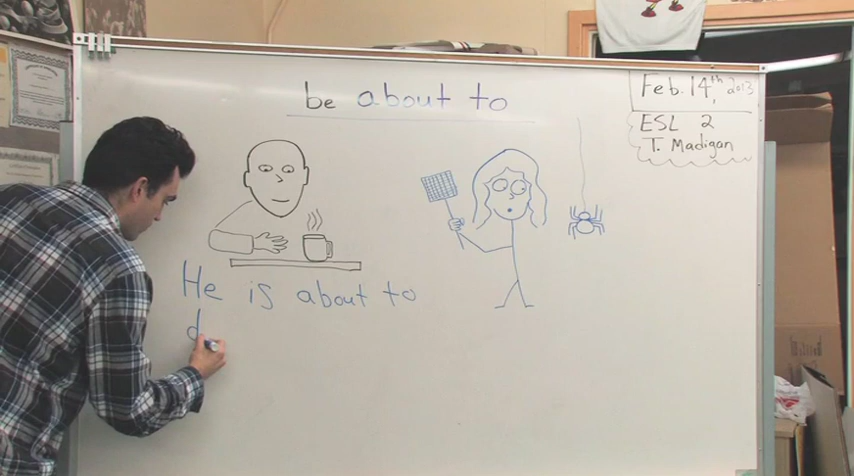 be about to
Feb. 14th, 2013
ESL 2
T. Madigan
He is about to
d